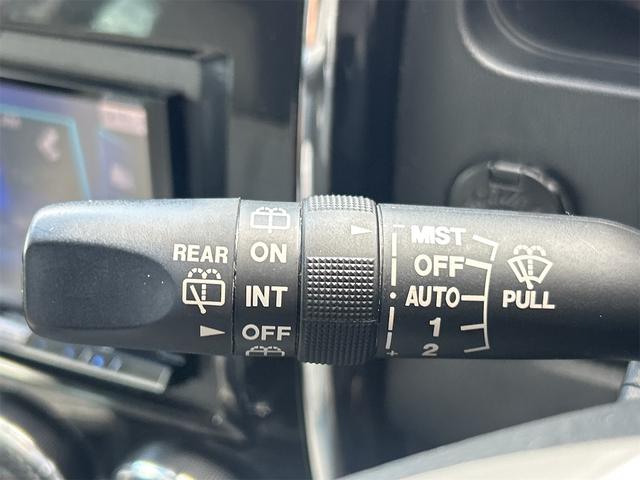 REAR
ON
INT
OFF
MIST
OFF
AUTO
1
2
PULL